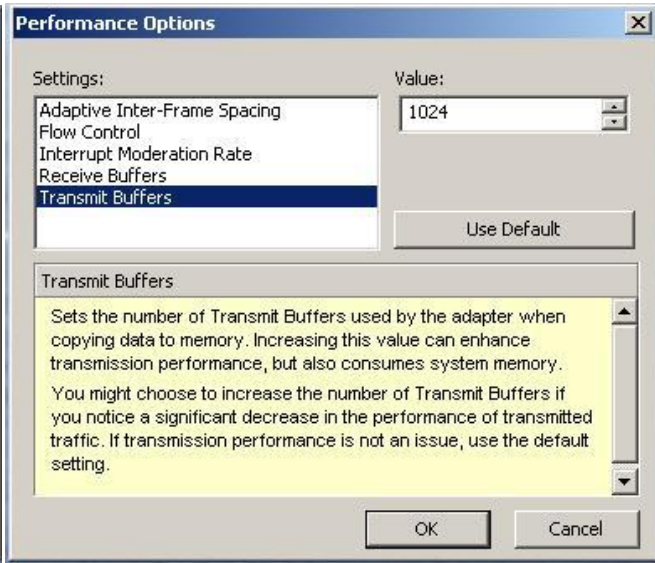 Performance Options
Settings:
Value:
Adaptive Inter-Frame Spacing
Flow Control
Interrupt Moderation Rate
Receive Buffers
Transmit Buffers
1024
Use Default
Transmit Buffers
Sets the number of Transmit Buffers used by the adapter when
copying data to memory. Increasing this value can enhance
transmission performance, but also consumes system memory.
You might choose to increase the number of Transmit Buffers if
you notice a significant decrease in the performance of transmitted
traffic. If transmission performance is not an issue, use the default
setting.
OK
Cancel